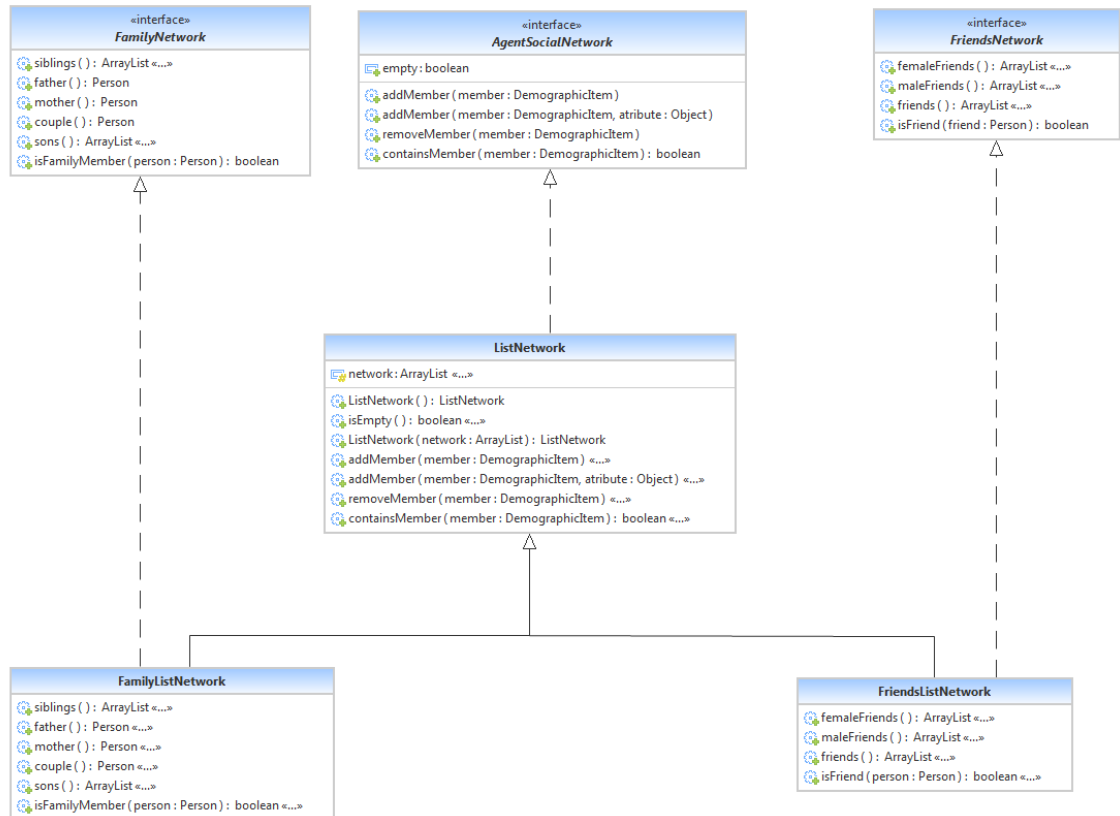 «interface»
FamilyNetwork
siblings ( ) : ArrayList «...»
father ( ) : Person
mother ( ) : Person
couple ( ) : Person
sons ( ) : ArrayList «...»
isFamilyMember ( person : Person ) : boolean
«interface»
AgentSocialNetwork
empty : boolean
addMember ( member : DemographicItem )
addMember ( member : DemographicItem, atribute : Object )
removeMember ( member : DemographicItem )
containsMember ( member : DemographicItem ) : boolean
«interface»
FriendsNetwork
femaleFriends ( ) : ArrayList «...»
maleFriends ( ) : ArrayList «...»
friends ( ) : ArrayList «...»
isFriend ( friend : Person ) : boolean
ListNetwork
network : ArrayList «...»
ListNetwork ( ) : ListNetwork
isEmpty ( ) : boolean «...»
ListNetwork ( network : ArrayList ) : ListNetwork
addMember ( member : DemographicItem ) «...»
addMember ( member : DemographicItem, atribute : Object ) «...»
removeMember ( member : DemographicItem ) «...»
containsMember ( member : DemographicItem ) : boolean «...»
FamilyListNetwork
siblings ( ) : ArrayList «...»
father ( ) : Person «...»
mother ( ) : Person «...»
couple ( ) : Person «...»
sons ( ) : ArrayList «...»
isFamilyMember ( person : Person ) : boolean «...»
FriendsListNetwork
femaleFriends ( ) : ArrayList «...»
maleFriends ( ) : ArrayList «...»
friends ( ) : ArrayList «...»
isFriend ( person : Person ) : boolean «...»